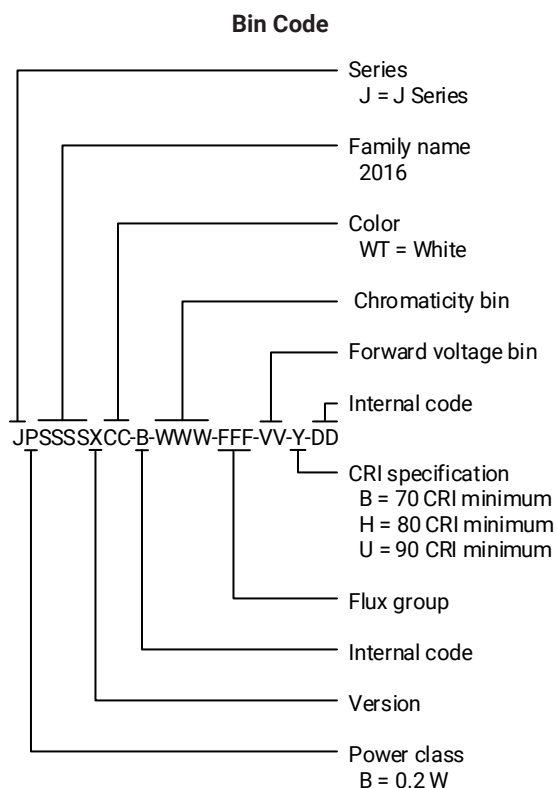 Bin Code
Series
J = J Series
Family name
2016
Color
WT = White
Chromaticity bin
Forward voltage bin
Internal code
JPSSSSXCC-B-WWW-FFF-VV-Y-DD
CRI specification
B = 70 CRI minimum
H = 80 CRI minimum
U = 90 CRI minimum
Flux group
Internal code
Version
Power class
B = 0.2 W